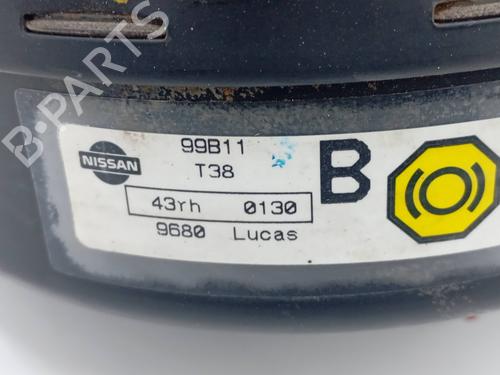 99B11
NISSAN
T38
B
43rh 0130
9680 Lucas
B-PARTS